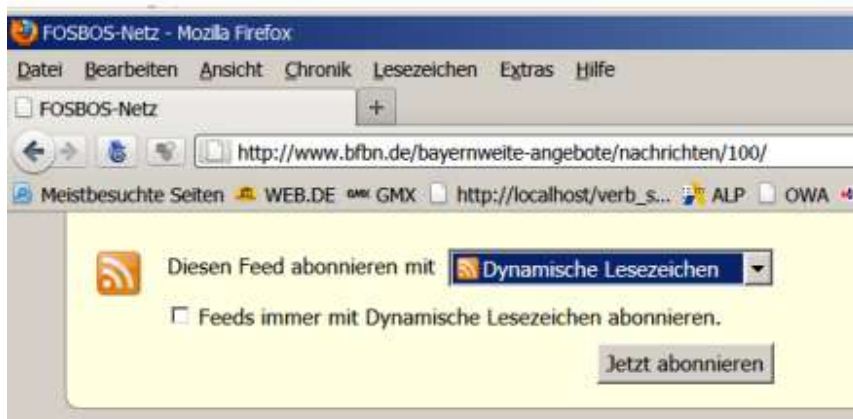 FOSBOS-Netz - Mozilla Firefox
Datei Bearbeiten Ansicht Chronik Lesezeichen Extras Hilfe
FOSBOS-Netz +
http://www.bfbn.de/bayernweite-angebote/nachrichten/100/
Meistbesuchte Seiten WEB.DE GMX GMX http://localhost/verb_s... ALP OWA
Diesen Feed abonnieren mit Dynamische Lesezeichen
Feeds immer mit Dynamische Lesezeichen abonnieren.
Jetzt abonnieren